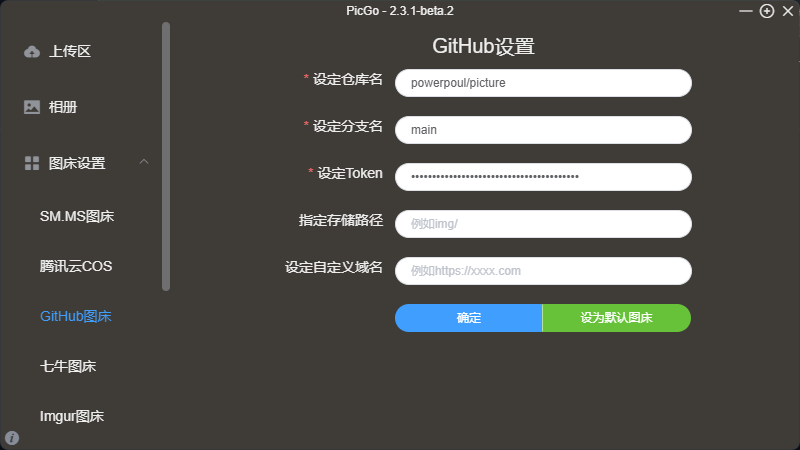 PicGo - 2.3.1-beta.2
上传区
相册
图床设置
SM.MS图床
腾讯云COS
GitHub图床
七牛图床
Imgur图床
GitHub设置
* 设定仓库名 powerpoul/picture
* 设定分支名 main
* 设定Token ••••••••••••••••••••••••••••••••••••••••
指定存储路径 例如img/
设定自定义域名 例如https://xxxx.com
确定 设为默认图床